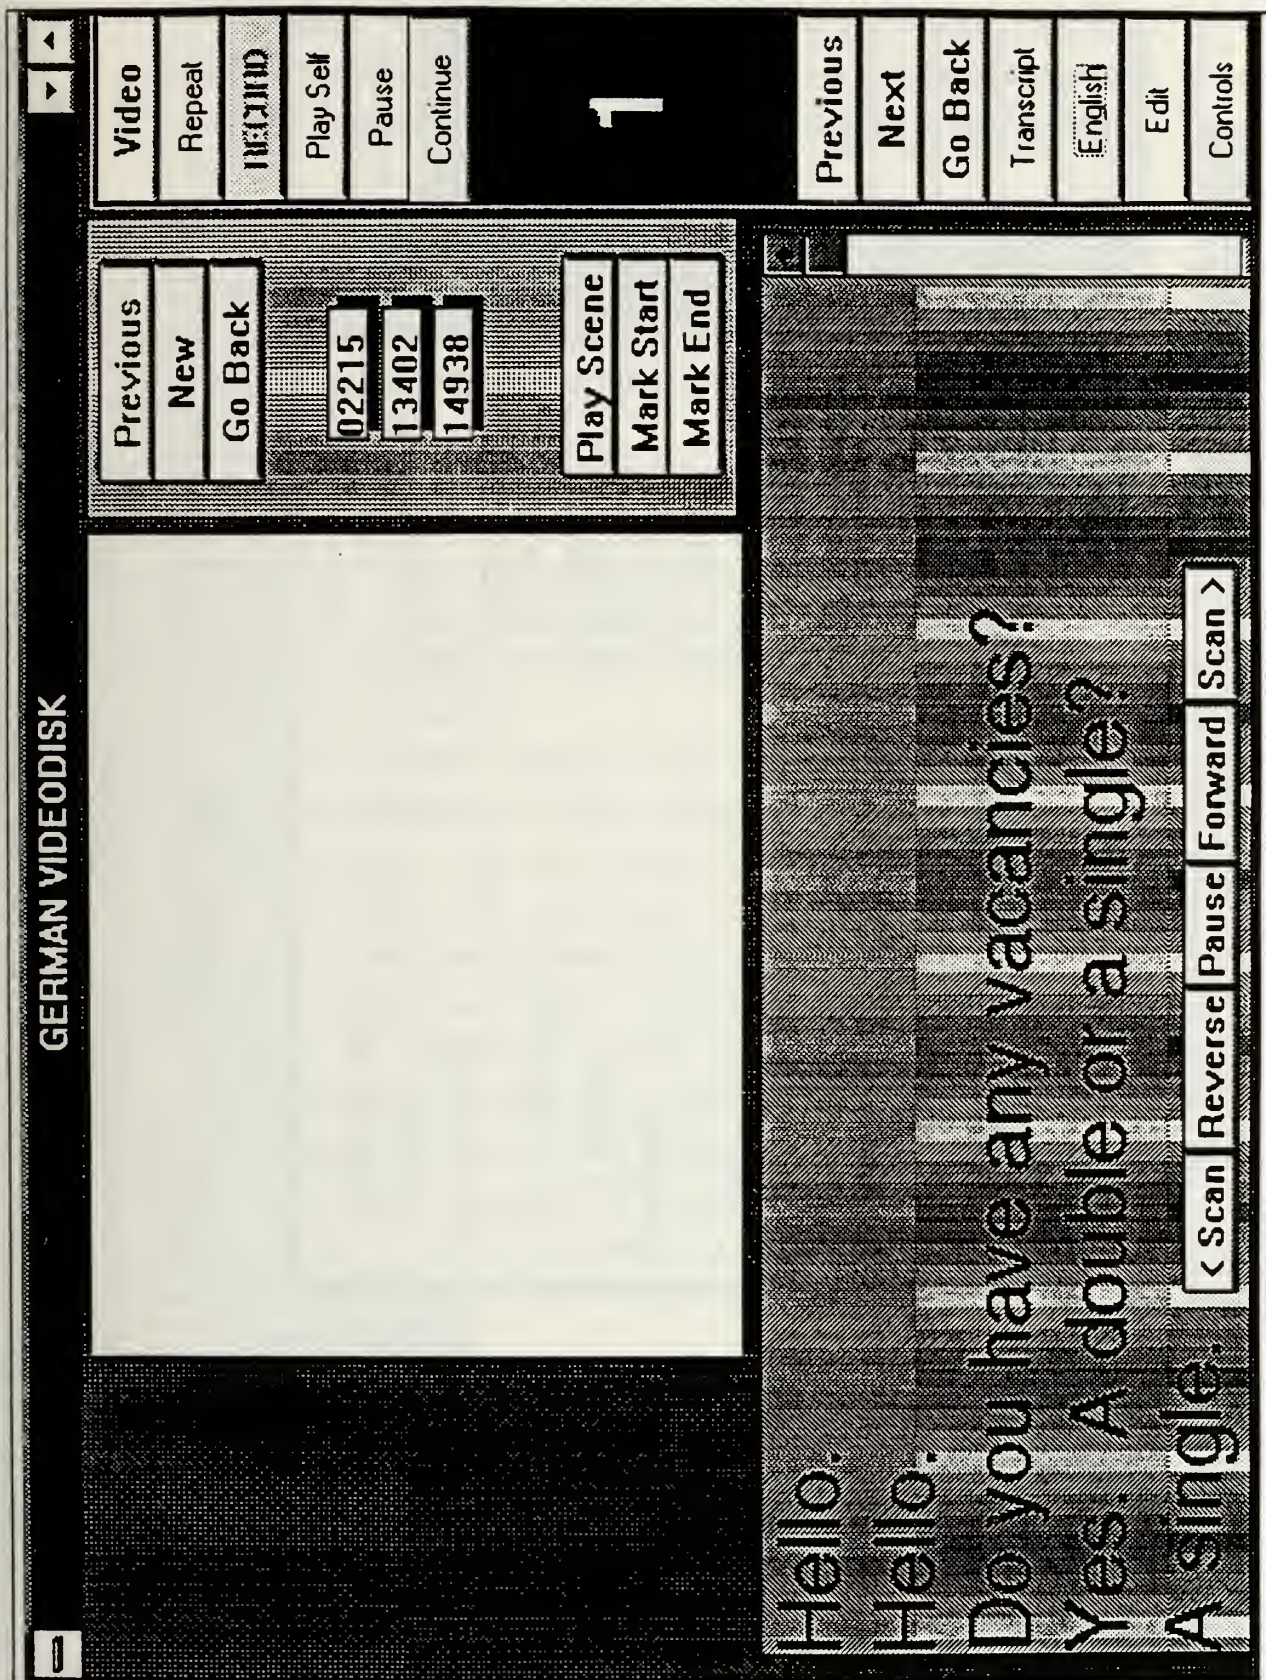 GERMAN VIDEODISK
Video
Repeat
Play Self
Pause
Continue
1
Previous
Next
Go Back
Transcript
English
Edit
Controls
Previous
New
Go Back
02215
13402
14938
Play Scene
Mark Start
Mark End
Hello.
Hello.
Do you have any vacancies?
Yes. A double or a single?
A single.
< Scan Reverse Pause Forward Scan >